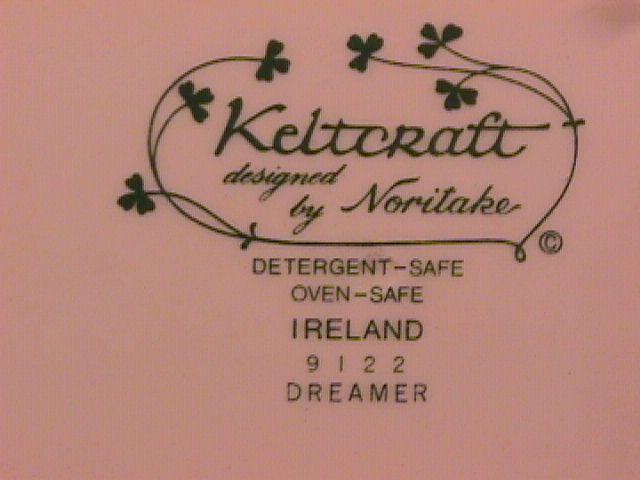 Keltcraft
designed
by Noritake
©
DETERGENT-SAFE
OVEN-SAFE
IRELAND
9122
DREAMER